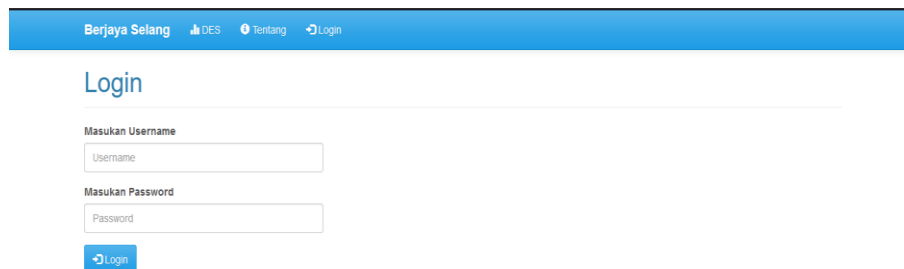 Berjaya Selang DES Tentang Login
Login
Masukan Username
Username
Masukan Password
Password
Login